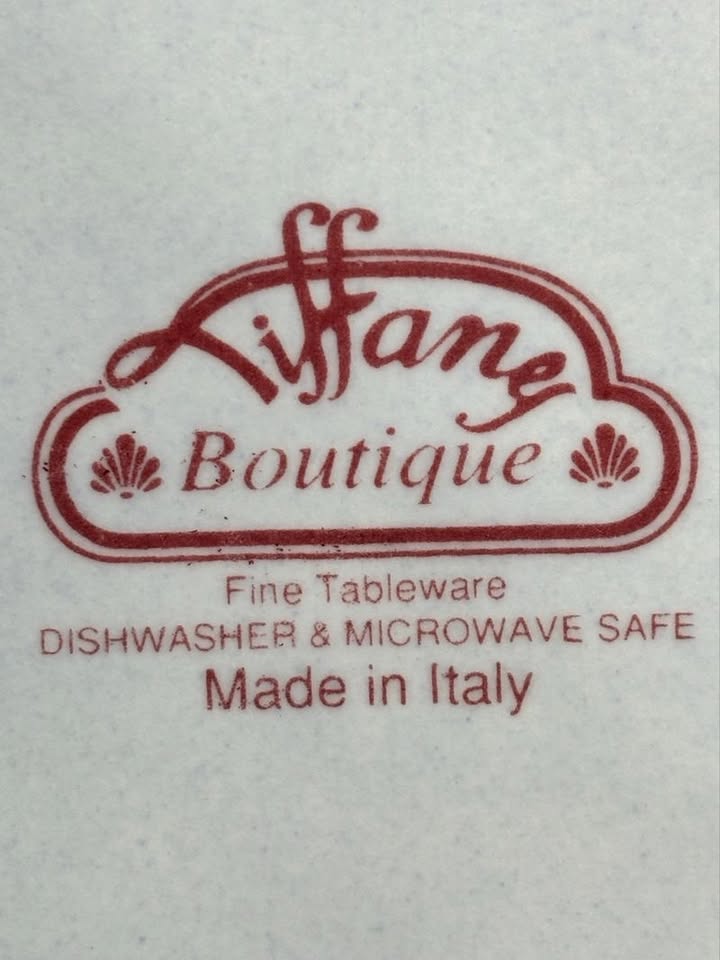 Tiffany
Boutique
Fine Tableware
DISHWASHER & MICROWAVE SAFE
Made in Italy